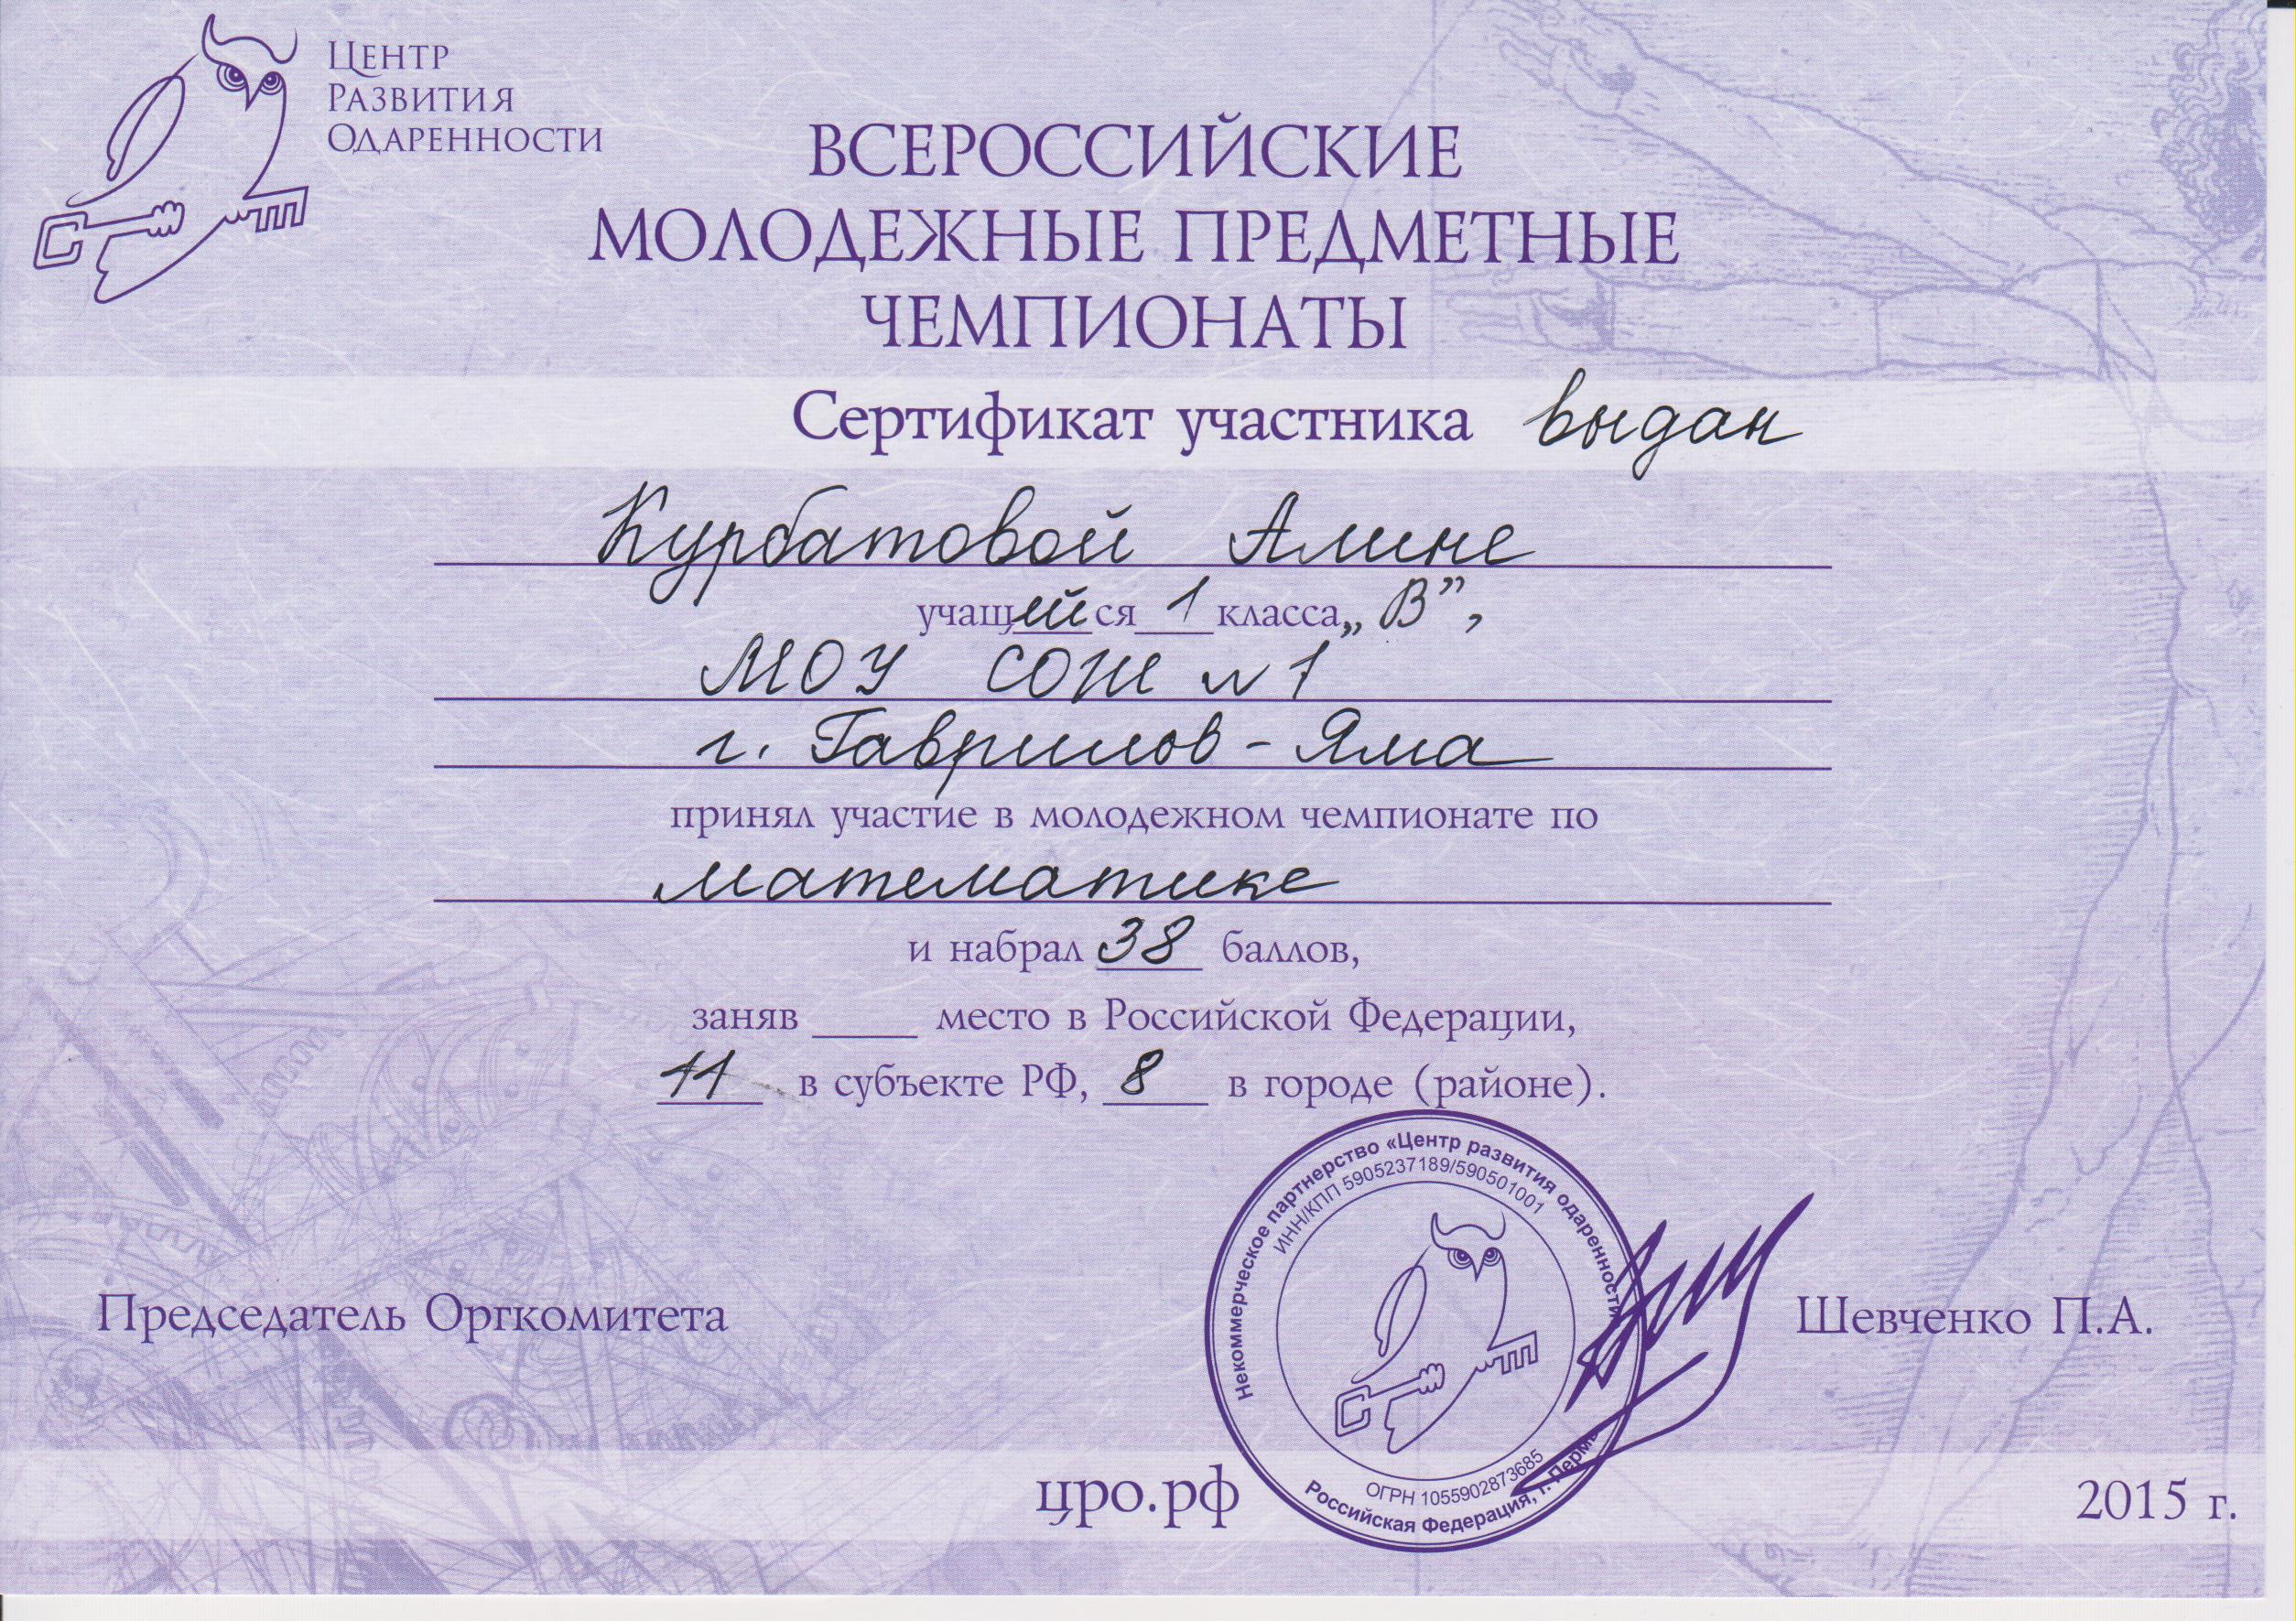 ЦЕНТР
РАЗВИТИЯ
ОДАРЕННОСТИ
ВСЕРОССИЙСКИЕ
МОЛОДЕЖНЫЕ ПРЕДМЕТНЫЕ
ЧЕМПИОНАТЫ
Сертификат участника выдан
Курбатовой Алине
учащейся 1 класса „В”,
МОУ СОШ №1
г. Гаврилов-Яма
принял участие в молодежном чемпионате по
математике
и набрал 38 баллов,
заняв _____ место в Российской Федерации,
11 в субъекте РФ, 8 в городе (районе).
Некоммерческое партнерство «Центр развития одаренности»
ИНН/КПП 5905237189/590501001
ОГРН 1055902873685
Российская Федерация, г. Пермь
Председатель Оргкомитета
Шевченко П.А.
цро.рф
2015 г.